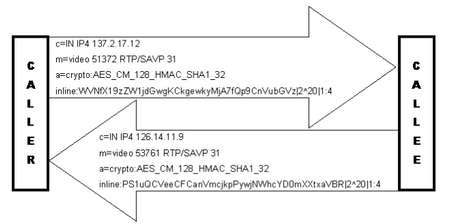 CALLER
c=IN IP4 137.2.17.12
m=video 51372 RTP/SAVP 31
a=crypto:AES_CM_128_HMAC_SHA1_32
inline:WVNfX19zZW1jdGwgKCkgewkyMjA7fQp9CnVubGVz|2^20|1:4
c=IN IP4 126.14.11.9
m=video 53761 RTP/SAVP 31
a=crypto:AES_CM_128_HMAC_SHA1_32
inline:PS1uQCVeeCFCanVmcjkpPywjNWhcYD0mXXtxaVBR|2^20|1:4
CALLEE